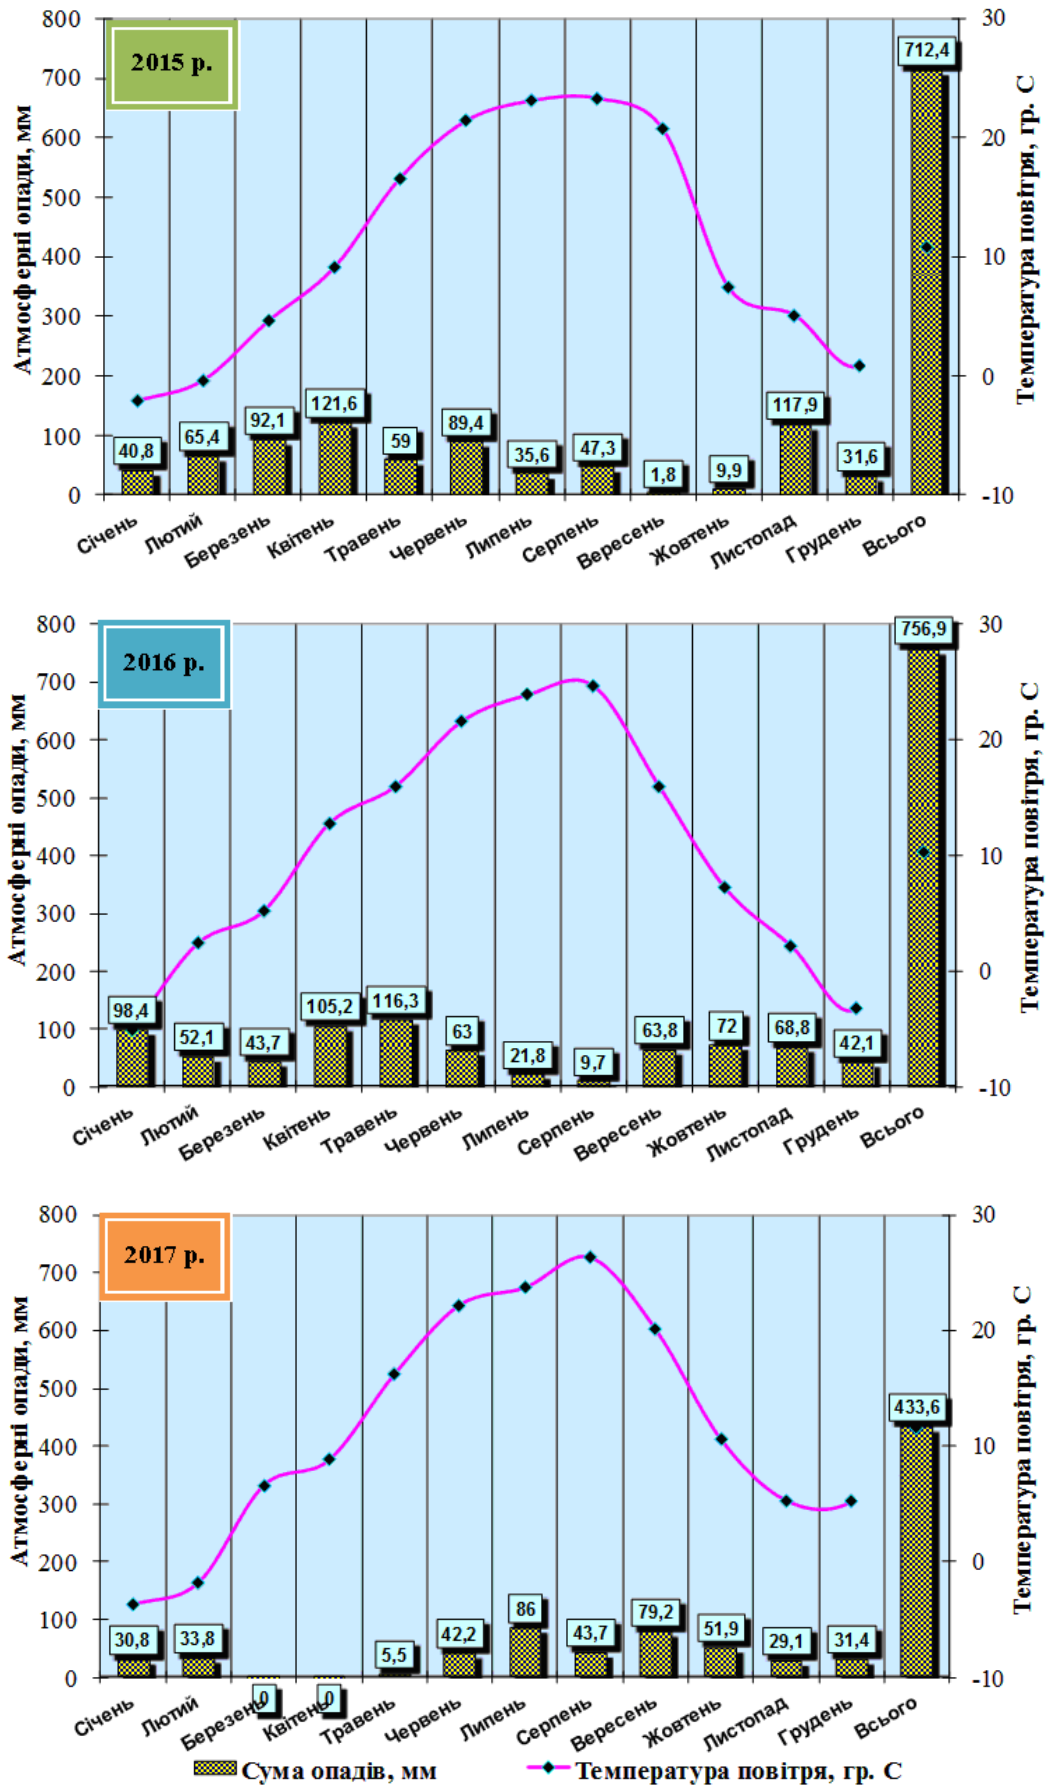 2015 р.
Атмосферні опади, мм
800
700
600
500
400
300
200
100
0
40,8
65,4
92,1
121,6
59
89,4
35,6
47,3
1,8
9,9
117,9
31,6
712,4
30
20
10
0
-10
Температура повітря, гр. С
Січень
Лютий
Березень
Квітень
Травень
Червень
Липень
Серпень
Вересень
Жовтень
Листопад
Грудень
Всього
2016 р.
Атмосферні опади, мм
800
700
600
500
400
300
200
100
0
98,4
52,1
43,7
105,2
116,3
63
21,8
9,7
63,8
72
68,8
42,1
756,9
30
20
10
0
-10
Температура повітря, гр. С
Січень
Лютий
Березень
Квітень
Травень
Червень
Липень
Серпень
Вересень
Жовтень
Листопад
Грудень
Всього
2017 р.
Атмосферні опади, мм
800
700
600
500
400
300
200
100
0
30,8
33,8
0
0
5,5
42,2
86
43,7
79,2
51,9
29,1
31,4
433,6
30
20
10
0
-10
Температура повітря, гр. С
Січень
Лютий
Березень
Квітень
Травень
Червень
Липень
Серпень
Вересень
Жовтень
Листопад
Грудень
Всього
Сума опадів, мм
Температура повітря, гр. С